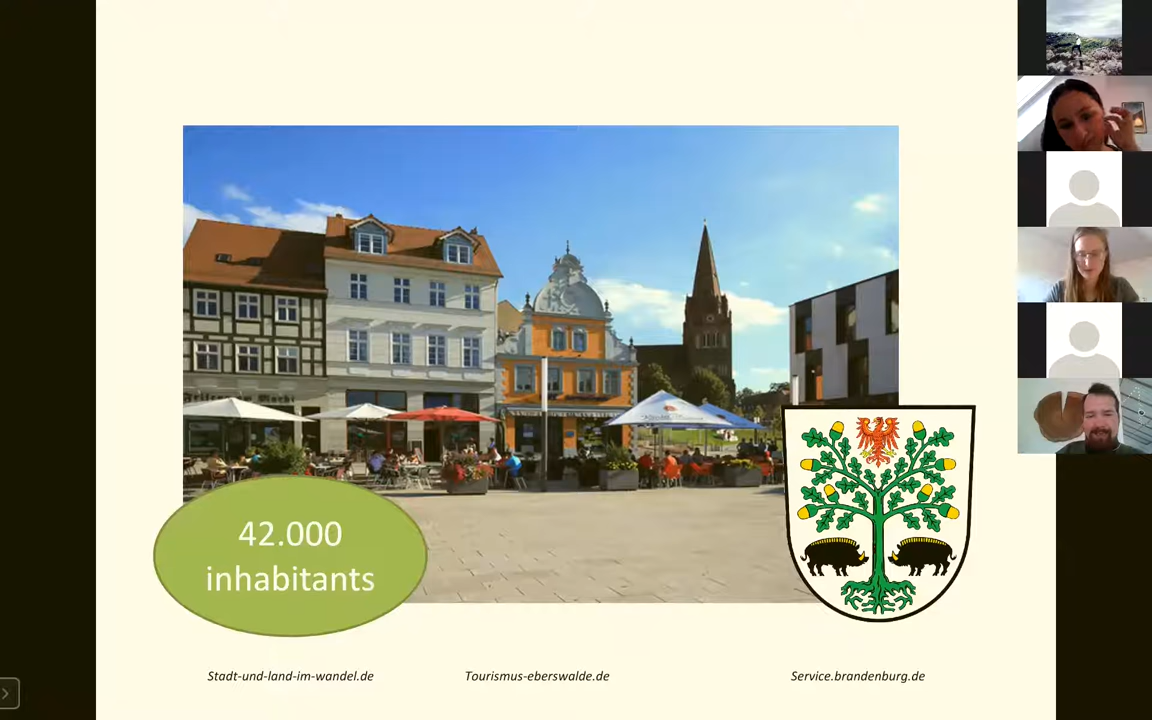 42.000
inhabitants
Stadt-und-land-im-wandel.de
Tourismus-eberswalde.de
Service.brandenburg.de